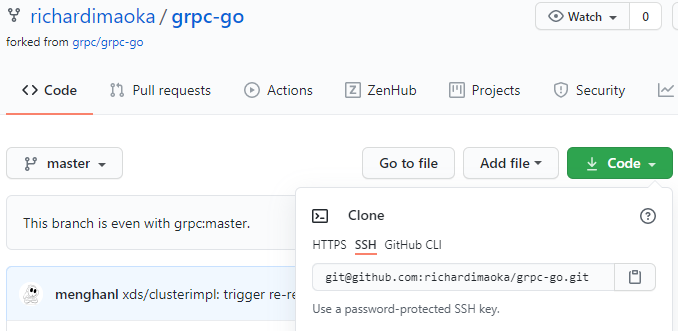 richardimaoka / grpc-go
Watch 0
forked from grpc/grpc-go
Code Pull requests Actions ZenHub Projects Security
master Go to file Add file Code
This branch is even with grpc:master.
Clone
HTTPS SSH GitHub CLI
menghanl xds/clusterimpl: trigger re-re
git@github.com:richardimaoka/grpc-go.git
Use a password-protected SSH key.